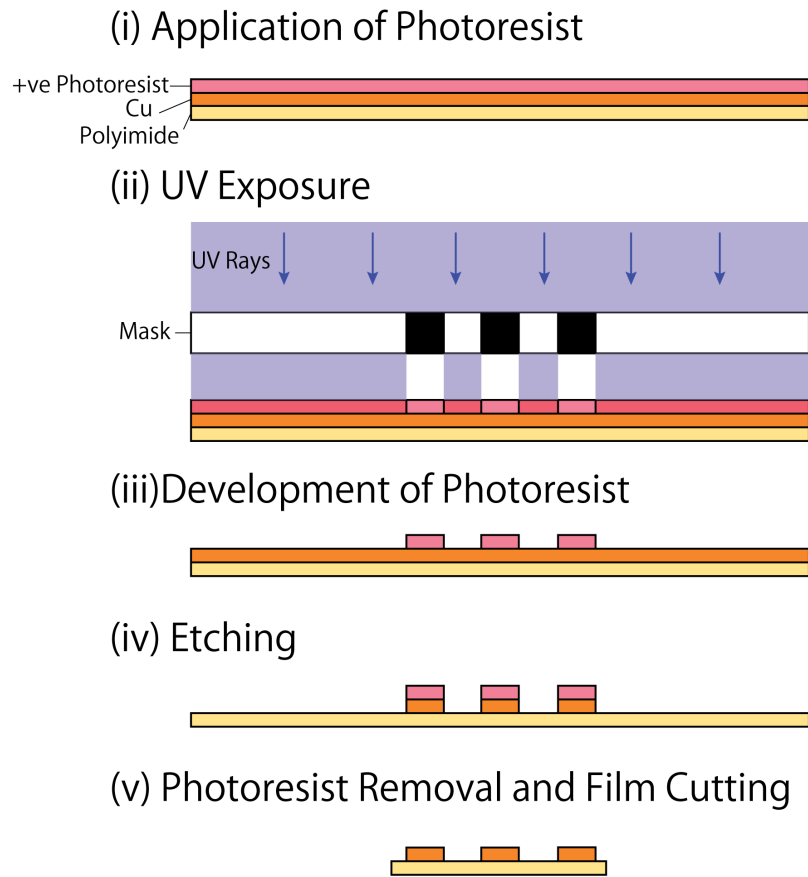 (i) Application of Photoresist
+ve Photoresist
Cu
Polyimide
(ii) UV Exposure
UV Rays
Mask
(iii)Development of Photoresist
(iv) Etching
(v) Photoresist Removal and Film Cutting